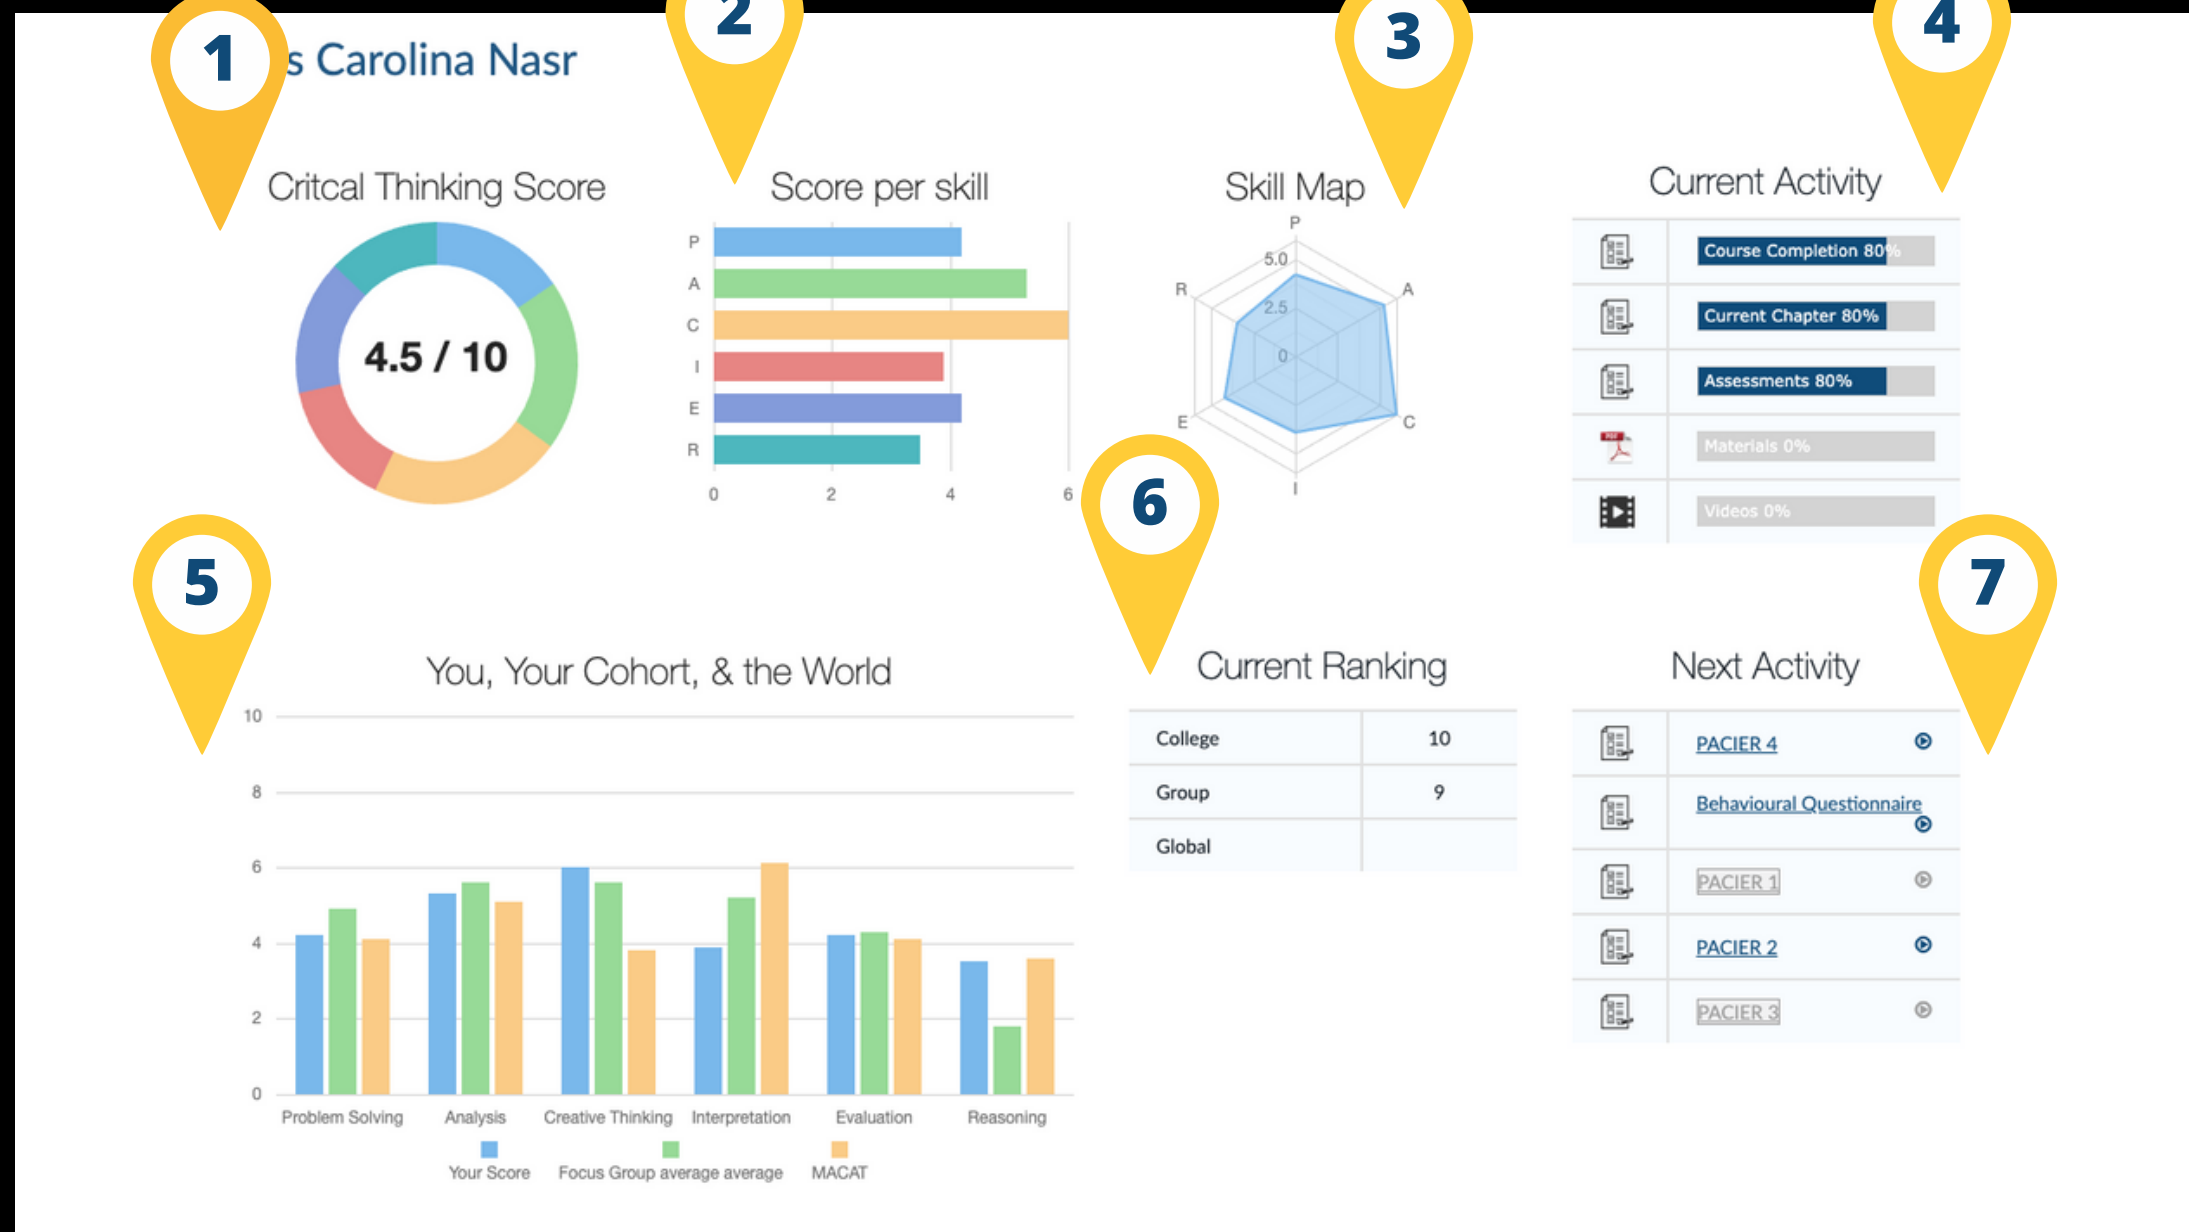 1
2
3
4
s Carolina Nasr
Critcal Thinking Score
4.5 / 10
Score per skill
P
A
C
I
E
R
0 2 4 6
Skill Map
P
5.0
R A
2.5
0
E C
I
Current Activity
Course Completion 80%
Current Chapter 80%
Assessments 80%
PDF
Materials 0%
Videos 0%
5
6
7
You, Your Cohort, & the World
10
8
6
4
2
0
Problem Solving Analysis Creative Thinking Interpretation Evaluation Reasoning
Your Score Focus Group average average MACAT
Current Ranking
College 10
Group 9
Global
Next Activity
PACIER 4
Behavioural Questionnaire
PACIER 1
PACIER 2
PACIER 3